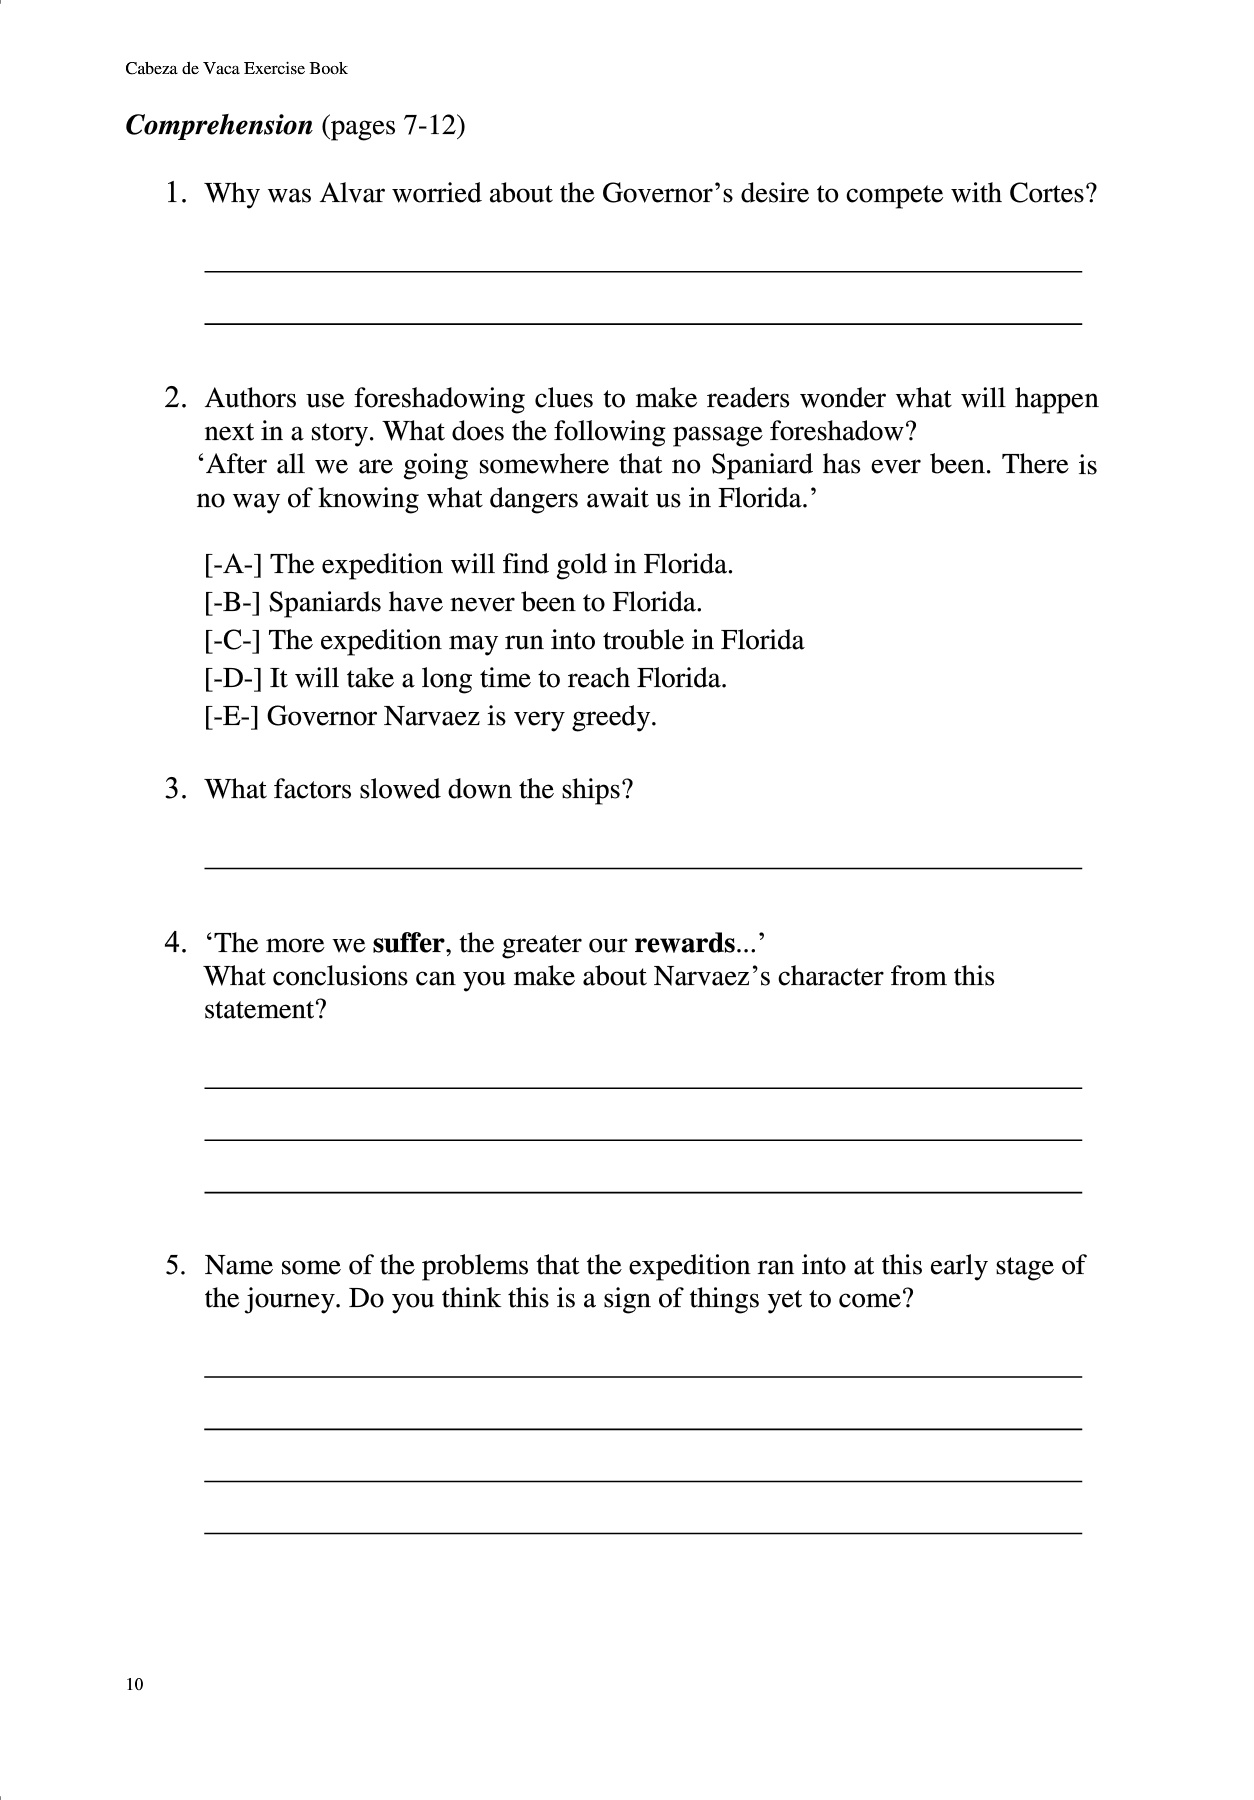 Cabeza de Vaca Exercise Book
Comprehension (pages 7-12)
1. Why was Alvar worried about the Governor’s desire to compete with Cortes?
2. Authors use foreshadowing clues to make readers wonder what will happen
next in a story. What does the following passage foreshadow?
‘After all we are going somewhere that no Spaniard has ever been. There is
no way of knowing what dangers await us in Florida.’
[-A-] The expedition will find gold in Florida.
[-B-] Spaniards have never been to Florida.
[-C-] The expedition may run into trouble in Florida
[-D-] It will take a long time to reach Florida.
[-E-] Governor Narvaez is very greedy.
3. What factors slowed down the ships?
4. ‘The more we suffer, the greater our rewards...’
What conclusions can you make about Narvaez’s character from this
statement?
5. Name some of the problems that the expedition ran into at this early stage of
the journey. Do you think this is a sign of things yet to come?
10